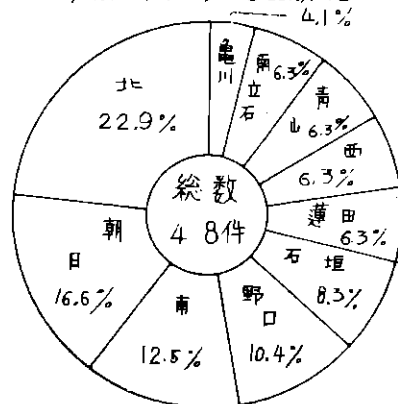 4.1%
亀川
南立石 6.3%
青山 6.3%
西
6.3%
蓮田
6.3%
石垣
8.3%
野口
10.4%
南
12.5%
朝日
16.6%
北
22.9%
総数
48件